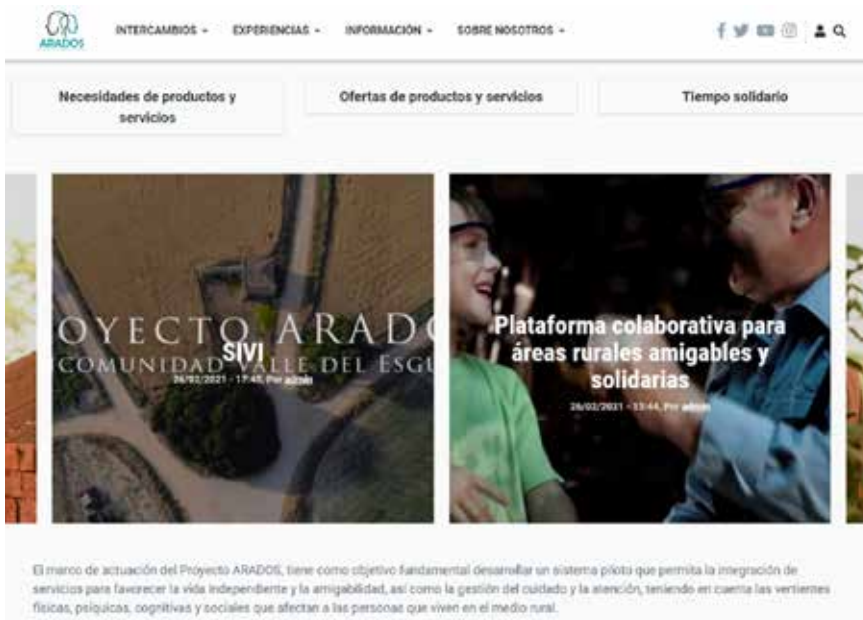 ARADOS
INTERCAMBIOS
EXPERIENCIAS
INFORMACIÓN
SOBRE NOSOTROS
Necesidades de productos y
servicios
Ofertas de productos y servicios
Tiempo solidario
OYECTO ARADO
COMUNIDAD VALLE DEL ESGU
SIVI
26/02/2021 - 17:48, Por admin
Plataforma colaborativa para
áreas rurales amigables y
solidarias
26/02/2021 - 13:44, Por admin
El marco de actuación del Proyecto ARADOS, tiene como objetivo fundamental desarrollar un sistema piloto que permita la integración de
servicios para favorecer la vida independiente y la amigabilidad, así como la gestión del cuidado y la atención, teniendo en cuenta las vertientes
físicas, psíquicas, cognitivas y sociales que afectan a las personas que viven en el medio rural.